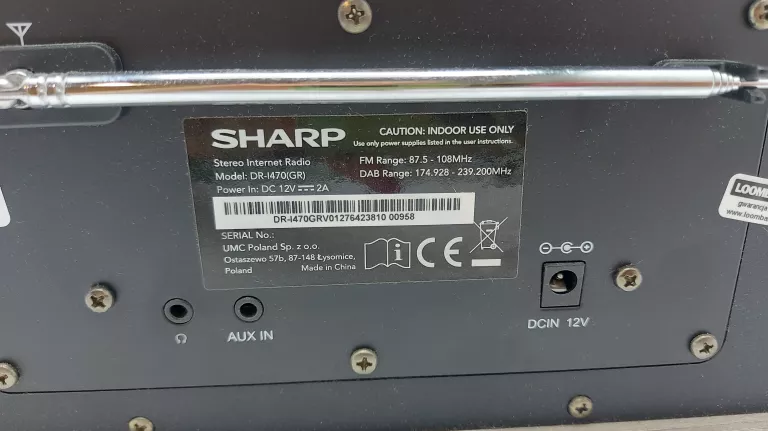 SHARP
CAUTION: INDOOR USE ONLY
Use only power supplies listed in the user instructions.
Stereo Internet Radio
Model: DR-I470(GR)
Power In: DC 12V 2A
FM Range: 87.5 - 108MHz
DAB Range: 174.928 - 239.200MHz
DR-I470GRV01276423810 00958
SERIAL No.:
UMC Poland Sp. z o.o.
Ostaszewo 57b, 87-148 Łysomice,
Poland
Made in China
CE
AUX IN
DCIN 12V
LOOMB
gwarancja
www.loomba